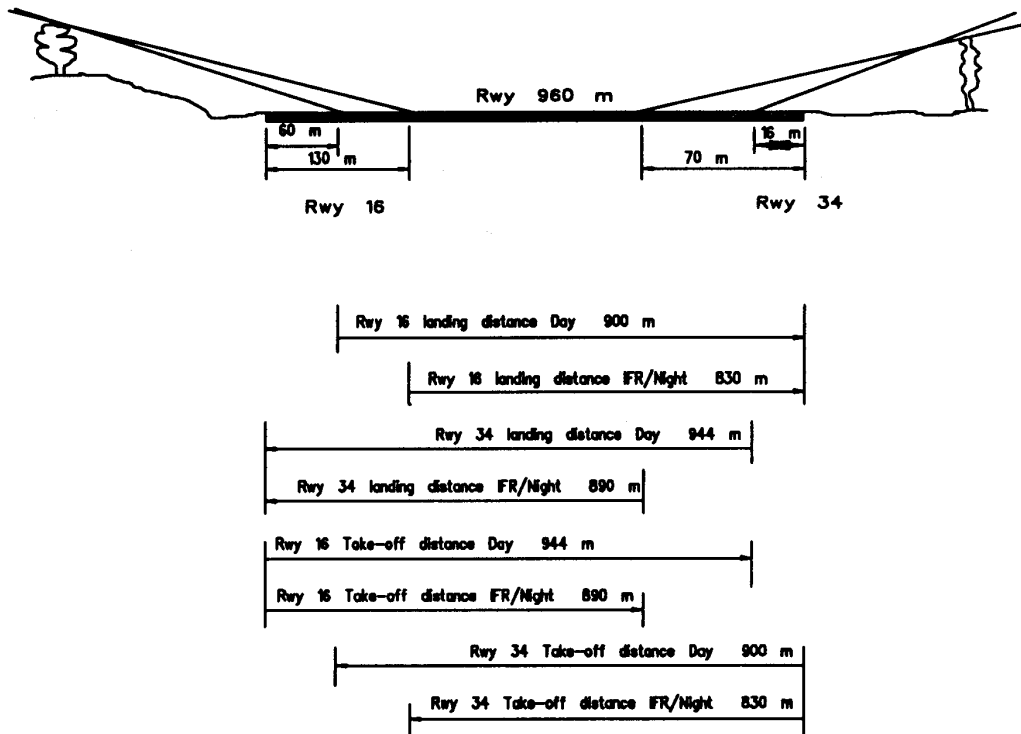 Rwy 960 m
60 m
16 m
130 m
70 m
Rwy 16
Rwy 34
Rwy 16 landing distance Day 900 m
Rwy 16 landing distance IFR/Night 830 m
Rwy 34 landing distance Day 944 m
Rwy 34 landing distance IFR/Night 890 m
Rwy 16 Take-off distance Day 944 m
Rwy 16 Take-off distance IFR/Night 890 m
Rwy 34 Take-off distance Day 900 m
Rwy 34 Take-off distance IFR/Night 830 m